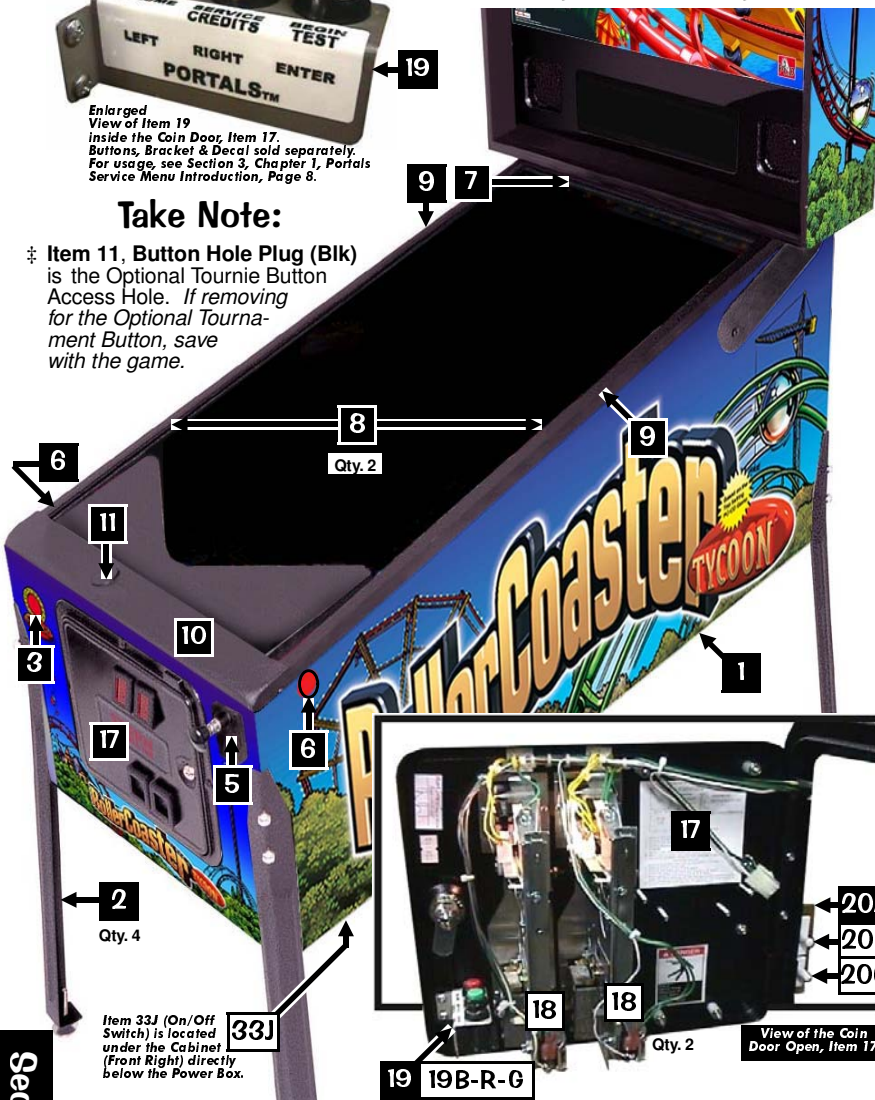 SERVICE
CREDITS
BEGIN
TEST
LEFT
RIGHT
ENTER
PORTALS™
19
Enlarged
View of Item 19
inside the Coin Door, Item 17.
Buttons, Bracket & Decal sold separately.
For usage, see Section 3, Chapter 1, Portals
Service Menu Introduction, Page 8.
9
7
Take Note:
‡ Item 11, Button Hole Plug (Blk)
is the Optional Tournie Button
Access Hole. If removing
for the Optional Tourna-
ment Button, save
with the game.
8
Qty. 2
9
6
11
RollerCoaster
TYCOON
10
3
1
17
6
5
RollerCoaster
17
2
Qty. 4
20
20
18
18
Qty. 2
Item 33J (On/Off
Switch) is located
under the Cabinet
(Front Right) directly
below the Power Box.
33J
View of the Coin
Door Open, Item 17
19
19B-R-G
Sec